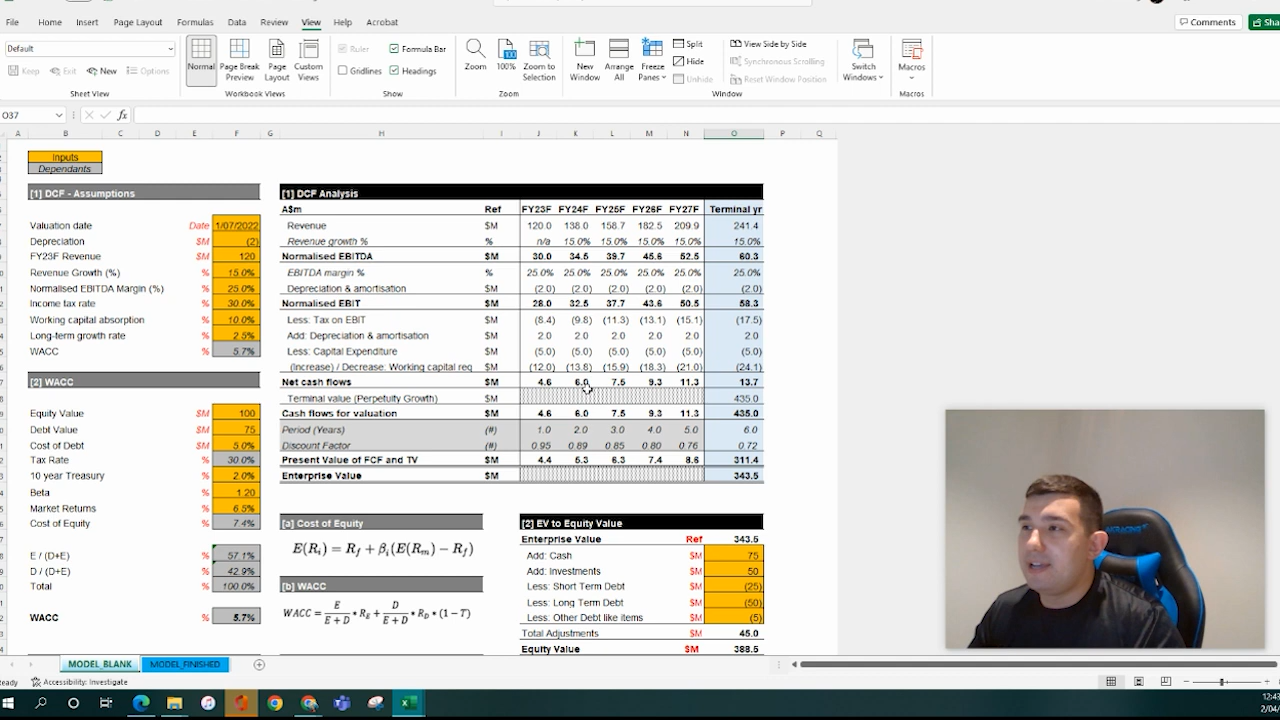 File Home Insert Page Layout Formulas Data Review View Help Acrobat Comments Sha
Default
Keep Exit New Options
Sheet View
Normal Page Break Preview Page Layout Custom Views
Workbook Views
Ruler Formula Bar
Gridlines Headings
Show
Zoom 100% Zoom to Selection
Zoom
New Window Arrange All Freeze Panes Split Hide Unhide
View Side by Side
Synchronous Scrolling
Reset Window Position
Window
Switch Windows
Macros
Macros
O37 fx
A B C D E F G H I J K L M N O P Q
Inputs
Dependants
[1] DCF - Assumptions
Valuation date Date 1/07/2022
Depreciation $M (2)
FY23F Revenue $M 120
Revenue Growth (%) % 15.0%
Normalised EBITDA Margin (%) % 25.0%
Income tax rate % 30.0%
Working capital absorption % 10.0%
Long-term growth rate % 2.5%
WACC % 5.7%
[2] WACC
Equity Value $M 100
Debt Value $M 75
Cost of Debt $M 5.0%
Tax Rate % 30.0%
10 year Treasury % 2.0%
Beta % 1.20
Market Returns % 6.5%
Cost of Equity % 7.4%
E / (D+E) % 57.1%
D / (D+E) % 42.9%
Total % 100.0%
WACC % 5.7%
[1] DCF Analysis
A$m Ref FY23F FY24F FY25F FY26F FY27F Terminal yr
Revenue $M 120.0 138.0 158.7 182.5 209.9 241.4
Revenue growth % % n/a 15.0% 15.0% 15.0% 15.0% 15.0%
Normalised EBITDA $M 30.0 34.5 39.7 45.6 52.5 60.3
EBITDA margin % % 25.0% 25.0% 25.0% 25.0% 25.0% 25.0%
Depreciation & amortisation $M (2.0) (2.0) (2.0) (2.0) (2.0) (2.0)
Normalised EBIT $M 28.0 32.5 37.7 43.6 50.5 58.3
Less: Tax on EBIT $M (8.4) (9.8) (11.3) (13.1) (15.1) (17.5)
Add: Depreciation & amortisation $M 2.0 2.0 2.0 2.0 2.0 2.0
Less: Capital Expenditure $M (5.0) (5.0) (5.0) (5.0) (5.0) (5.0)
(Increase) / Decrease: Working capital req $M (12.0) (13.8) (15.9) (18.3) (21.0) (24.1)
Net cash flows $M 4.6 6.0 7.5 9.3 11.3 13.7
Terminal value (Perpetuity Growth) $M 435.0
Cash flows for valuation $M 4.6 6.0 7.5 9.3 11.3 435.0
Period (Years) (#) 1.0 2.0 3.0 4.0 5.0 6.0
Discount Factor (#) 0.95 0.89 0.85 0.80 0.76 0.72
Present Value of FCF and TV $M 4.4 5.3 6.3 7.4 8.6 311.4
Enterprise Value $M 343.5
[a] Cost of Equity
E(Ri) = Rf + βi(E(Rm) − Rf)
[b] WACC
WACC = E/(E+D) * RE + D/(E+D) * RD * (1 − T)
[2] EV to Equity Value
Enterprise Value Ref 343.5
Add: Cash $M 75
Add: Investments $M 50
Less: Short Term Debt $M (25)
Less: Long Term Debt $M (50)
Less: Other Debt like items $M (5)
Total Adjustments $M 45.0
Equity Value $M 388.5
MODEL_BLANK MODEL_FINISHED
Accessibility: Investigate